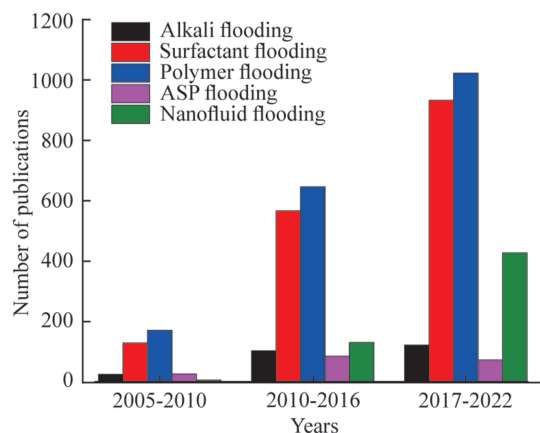 1200
1000
800
600
400
200
0
Number of publications
Alkali flooding
Surfactant flooding
Polymer flooding
ASP flooding
Nanofluid flooding
2005-2010 2010-2016 2017-2022
Years